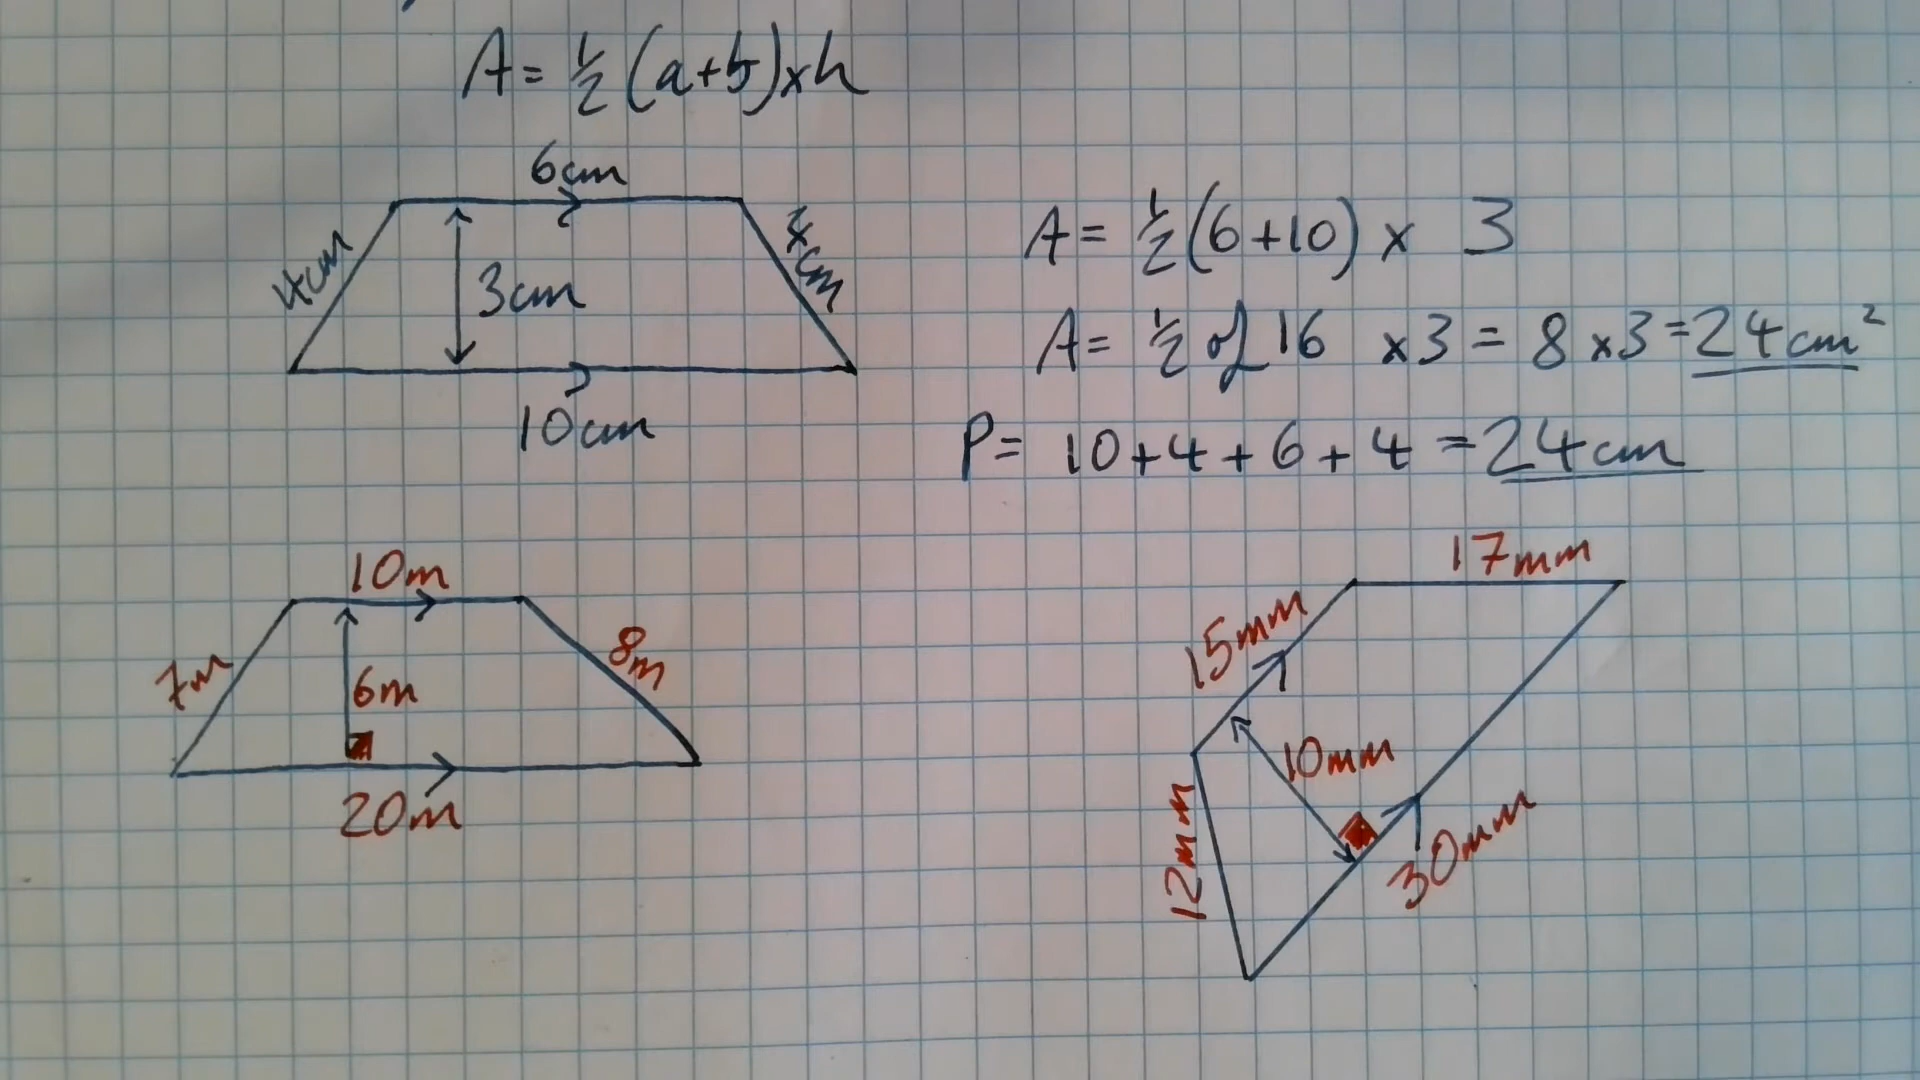 A = ½ (a+b) x h
6cm
4cm
3cm
4cm
10cm
A = ½ (6+10) x 3
A = ½ of 16 x 3 = 8 x 3 = 24cm²
P = 10+4+6+4 = 24cm
10m
7m
6m
8m
20m
17mm
15mm
10mm
12mm
30mm